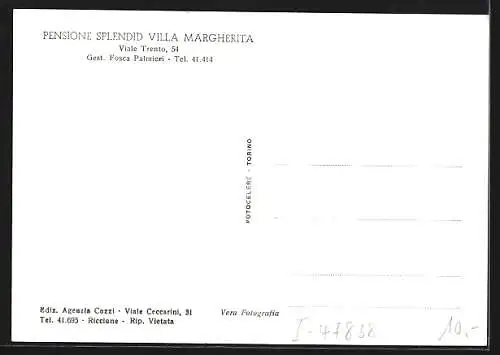 PENSIONE SPLENDID VILLA MARGHERITA
Viale Trento, 54
Gest. Fosca Palmieri - Tel. 41.414
FOTOCELERE - TORINO
Ediz. Agenzia Cozzi - Viale Ceccarini, 31
Tel. 41.695 - Riccione - Rip. Vietata
Vera Fotografia
I-47838
10,-